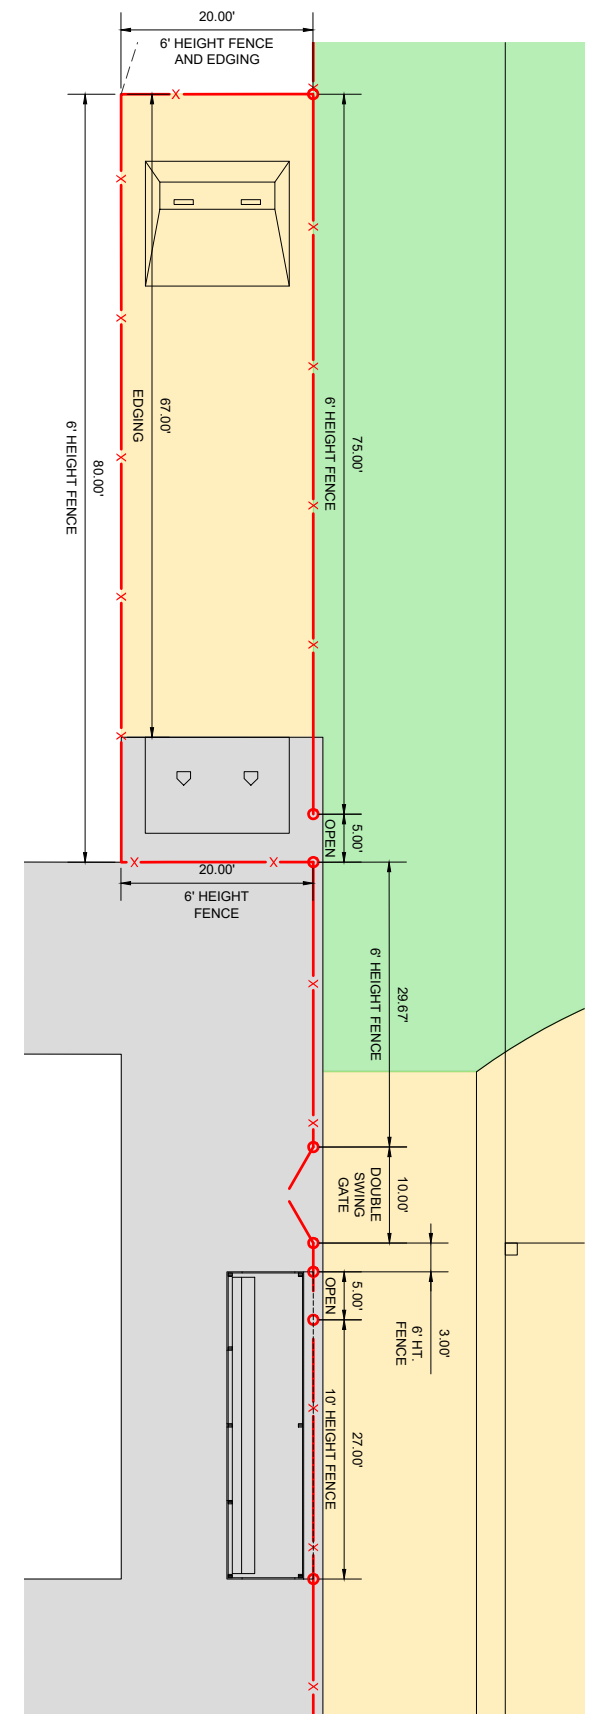 20.00'
6' HEIGHT FENCE
AND EDGING
75.00'
6' HEIGHT FENCE
67.00'
EDGING
80.00'
6' HEIGHT FENCE
5.00'
OPEN
20.00'
6' HEIGHT
FENCE
29.67'
6' HEIGHT FENCE
10.00'
DOUBLE
SWING
GATE
5.00'
OPEN
3.00'
6' HT.
FENCE
27.00'
10' HEIGHT FENCE